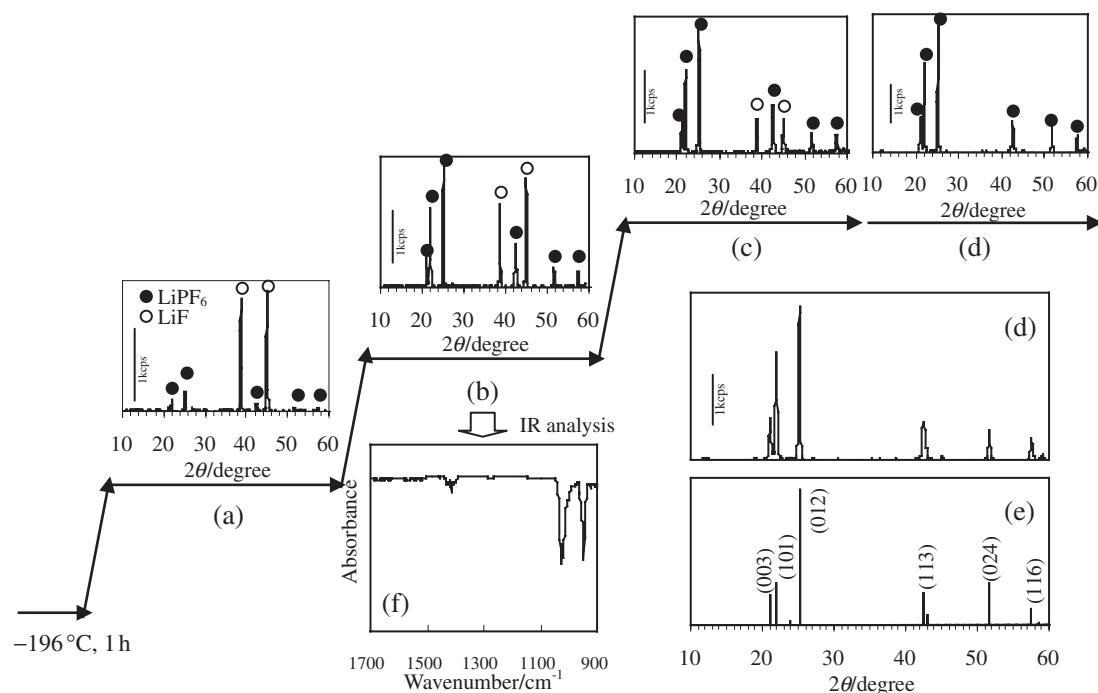 1kcps
10 20 30 40 50 60
2θ/degree
(c)
1kcps
10 20 30 40 50 60
2θ/degree
(d)
1kcps
10 20 30 40 50 60
2θ/degree
(b)
IR analysis
● LiPF₆
○ LiF
1kcps
10 20 30 40 50 60
2θ/degree
(a)
−196 °C, 1 h
Absorbance
(f)
1700 1500 1300 1100 900
Wavenumber/cm⁻¹
(d)
1kcps
(e)
(003)
(101)
(012)
(113)
(024)
(116)
10 20 30 40 50 60
2θ/degree